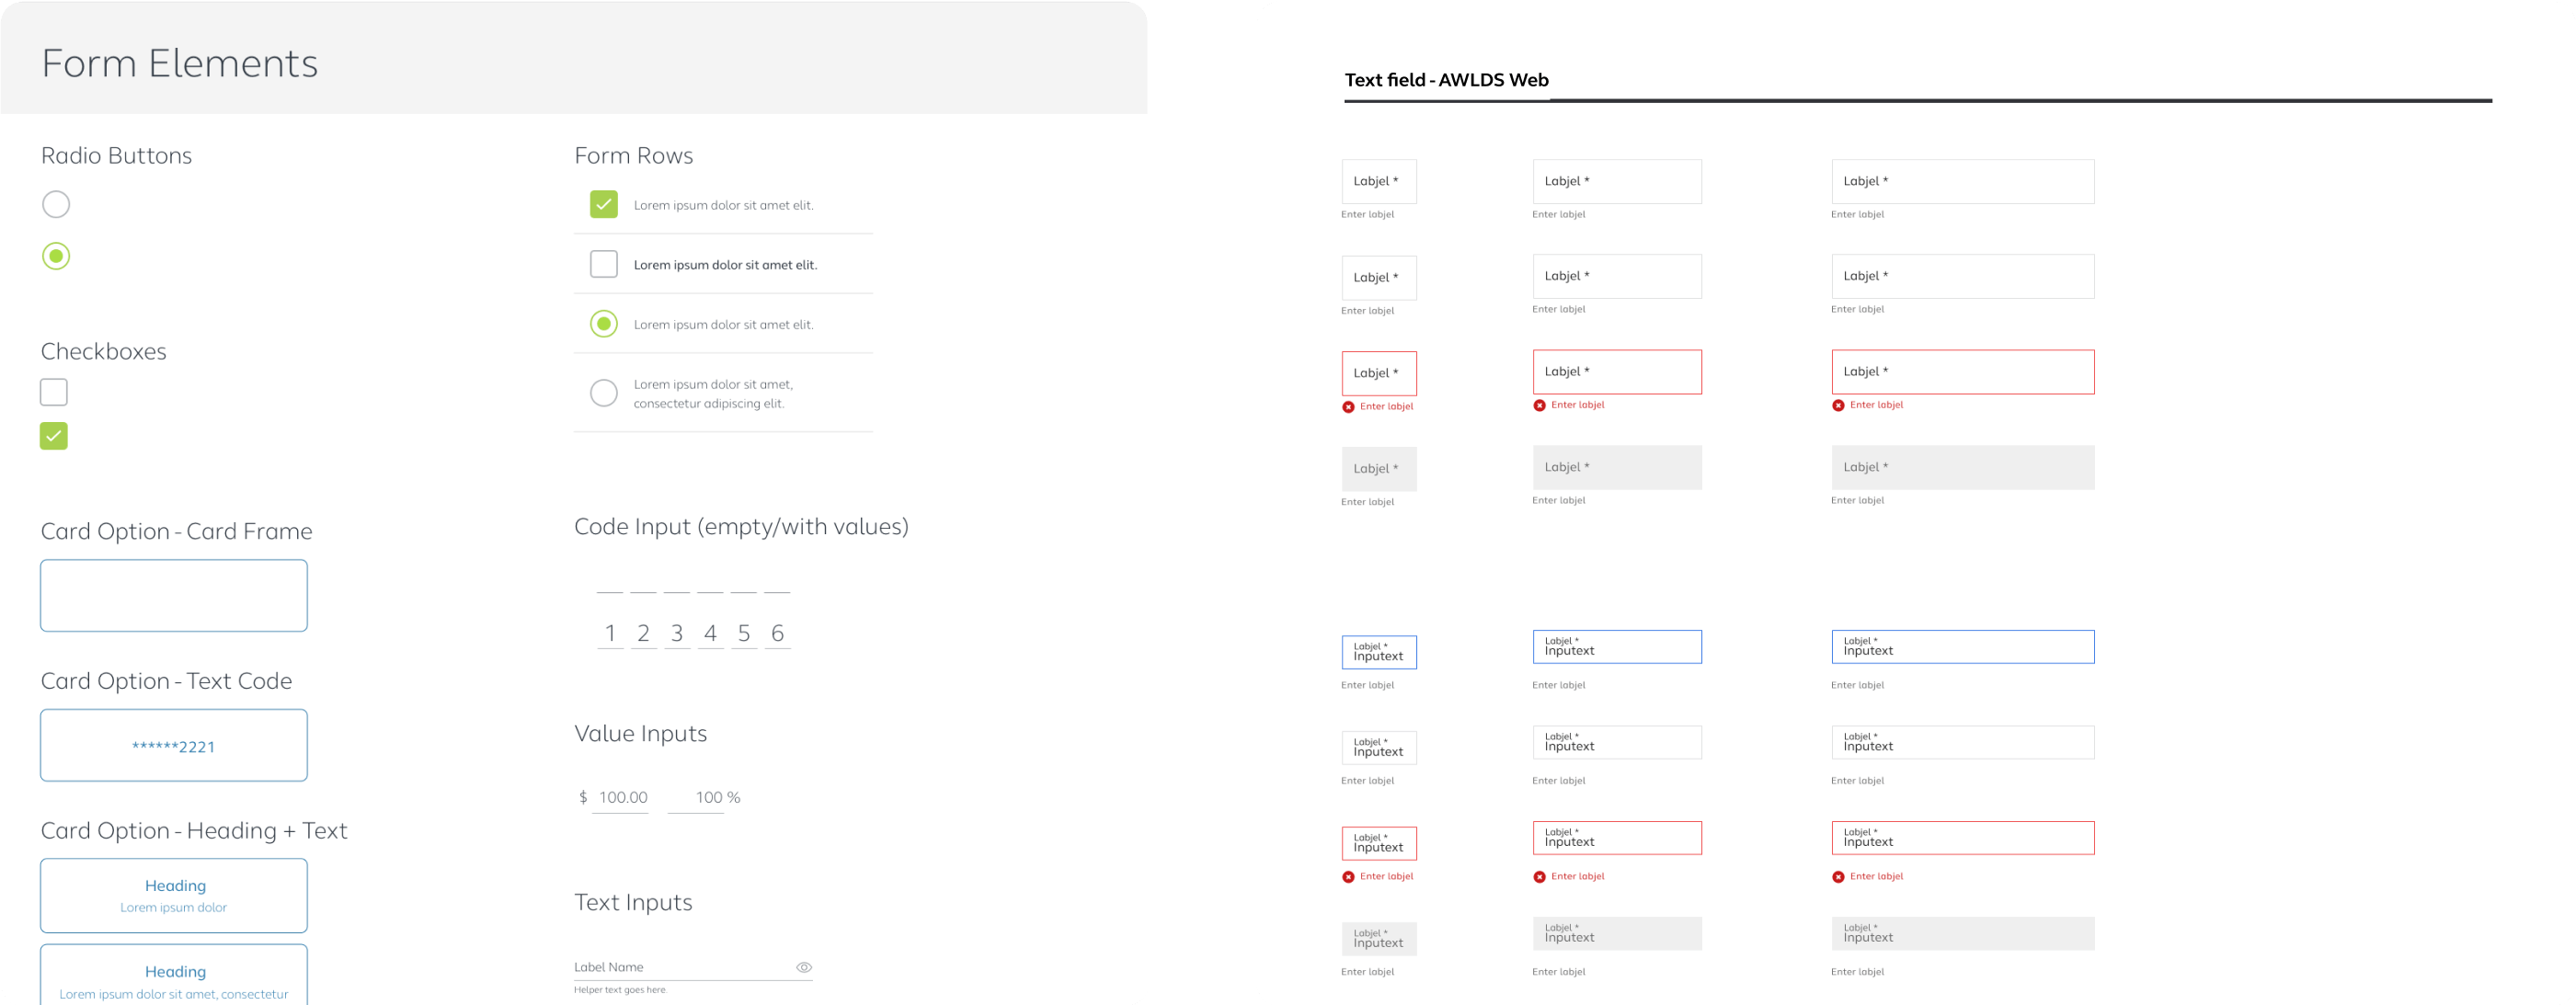 Form Elements
Radio Buttons
Checkboxes
Card Option - Card Frame
Card Option - Text Code
******2221
Card Option - Heading + Text
Heading
Lorem ipsum dolor
Heading
Lorem ipsum dolor sit amet, consectetur
Form Rows
Lorem ipsum dolor sit amet elit.
Lorem ipsum dolor sit amet elit.
Lorem ipsum dolor sit amet elit.
Lorem ipsum dolor sit amet,
consectetur adipiscing elit.
Code Input (empty/with values)
1 2 3 4 5 6
Value Inputs
$ 100.00 100 %
Text Inputs
Label Name
Helper text goes here.
Text field - AWLDS Web
Labjel * Labjel * Labjel *
Enter labjel Enter labjel Enter labjel
Labjel * Labjel * Labjel *
Enter labjel Enter labjel Enter labjel
Labjel * Labjel * Labjel *
Enter labjel Enter labjel Enter labjel
Labjel * Labjel * Labjel *
Enter labjel Enter labjel Enter labjel
Labjel * Labjel * Labjel *
Inputext Inputext Inputext
Enter labjel Enter labjel Enter labjel
Labjel * Labjel * Labjel *
Inputext Inputext Inputext
Enter labjel Enter labjel Enter labjel
Labjel * Labjel * Labjel *
Inputext Inputext Inputext
Enter labjel Enter labjel Enter labjel
Labjel * Labjel * Labjel *
Inputext Inputext Inputext
Enter labjel Enter labjel Enter labjel